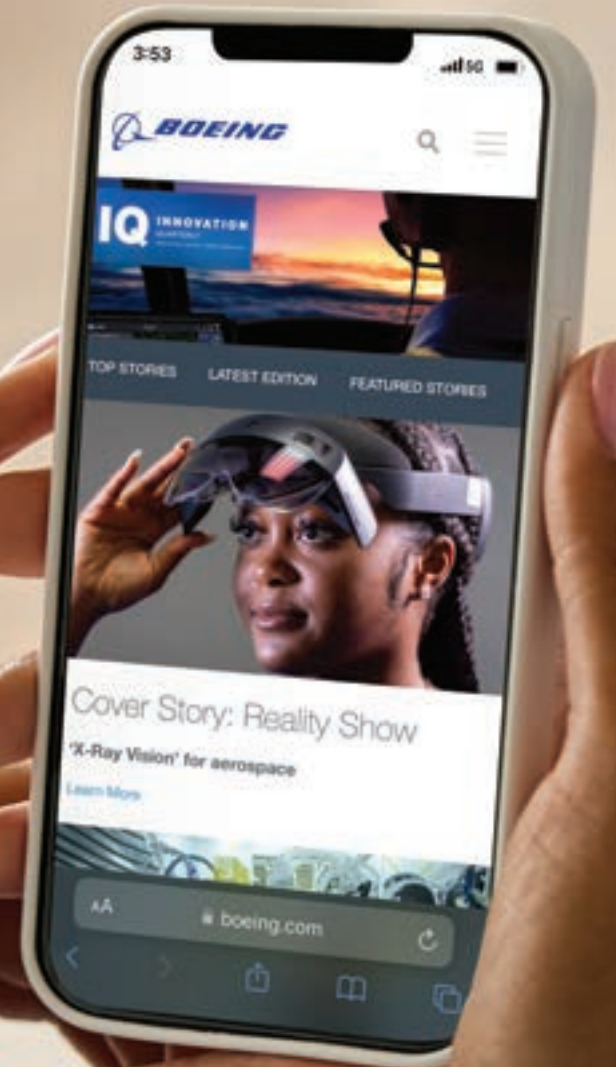 3:53
5G
BOEING
IQ INNOVATION
QUARTERLY
TOP STORIES LATEST EDITION FEATURED STORIES
Cover Story: Reality Show
'X-Ray Vision' for aerospace
Learn More
AA boeing.com